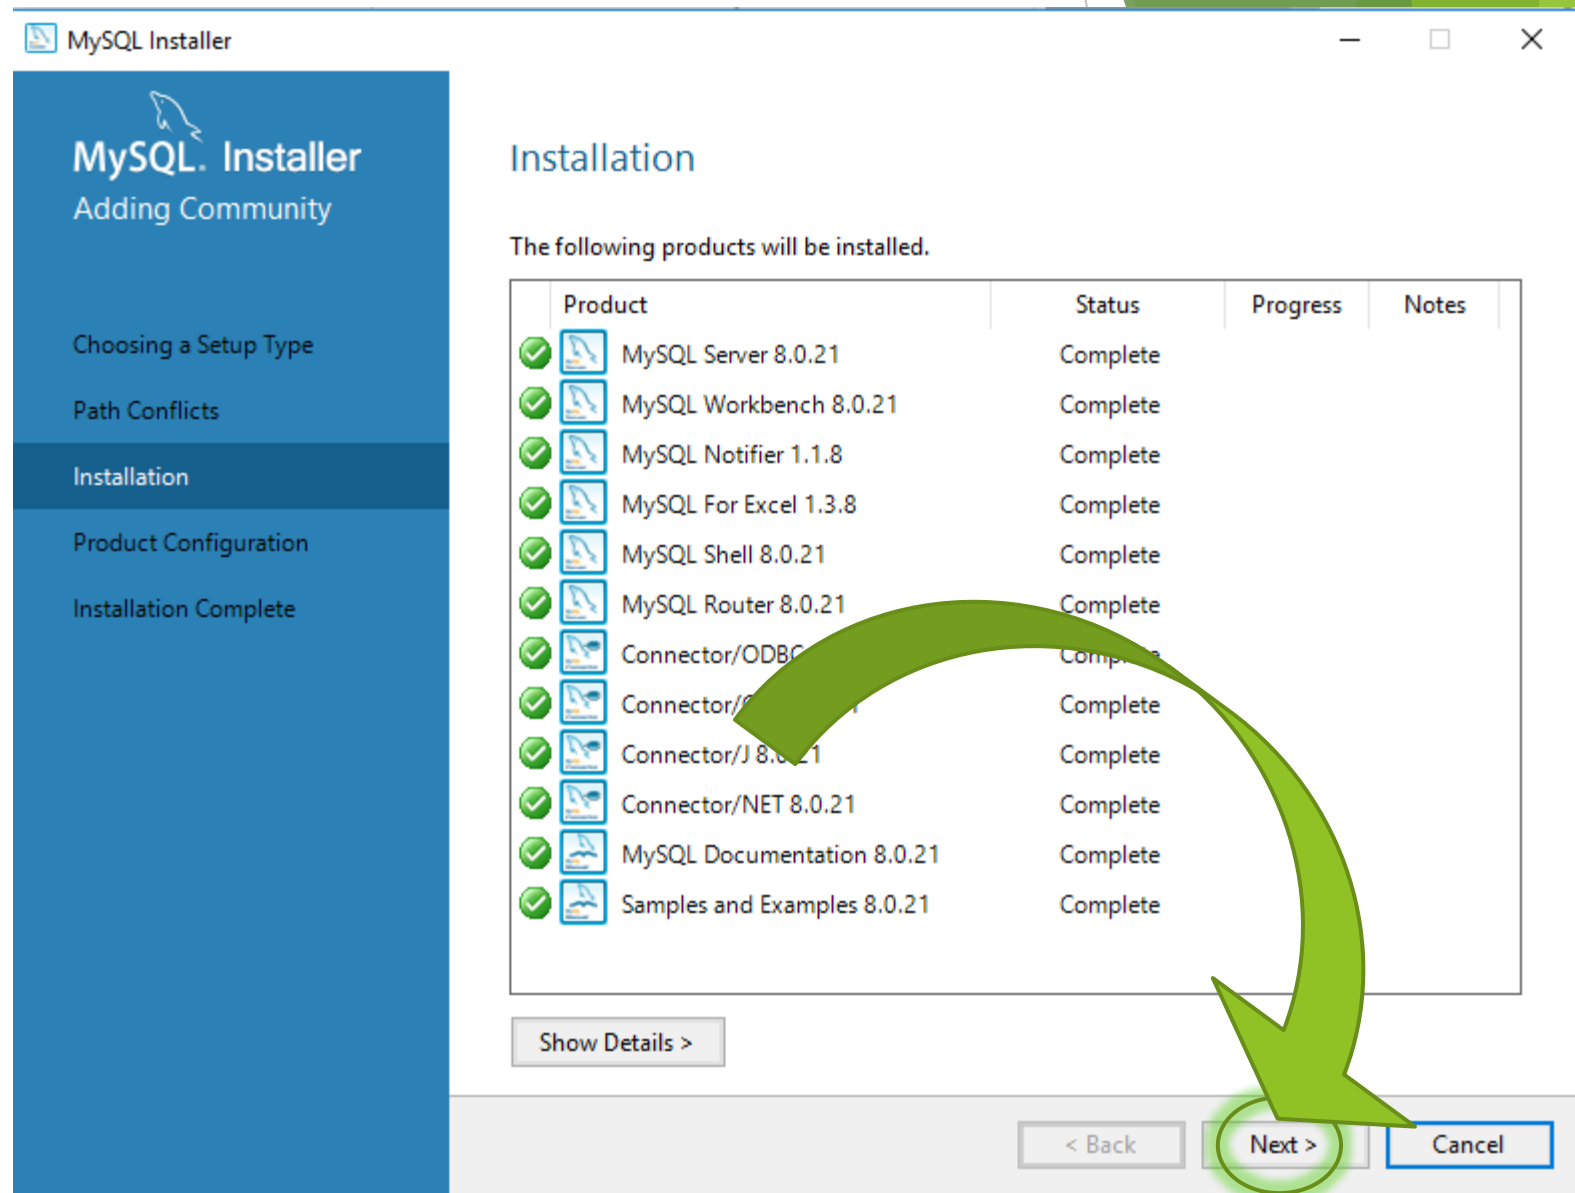 MySQL Installer
MySQL. Installer
Adding Community
Choosing a Setup Type
Path Conflicts
Installation
Product Configuration
Installation Complete
Installation
The following products will be installed.
Product Status Progress Notes
MySQL Server 8.0.21 Complete
MySQL Workbench 8.0.21 Complete
MySQL Notifier 1.1.8 Complete
MySQL For Excel 1.3.8 Complete
MySQL Shell 8.0.21 Complete
MySQL Router 8.0.21 Complete
Connector/ODBC Complete
Complete
Connector/J 8.0.21 Complete
Connector/NET 8.0.21 Complete
MySQL Documentation 8.0.21 Complete
Samples and Examples 8.0.21 Complete
Show Details >
< Back Next > Cancel